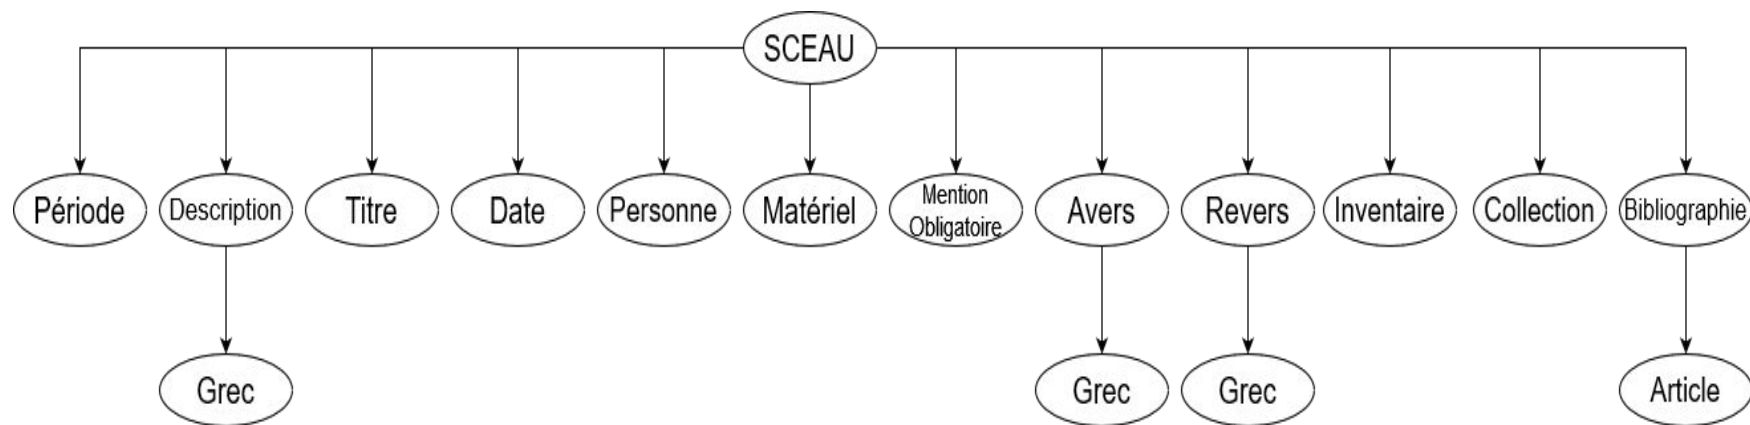 SCEAU
Période
Description
Titre
Date
Personne
Matériel
Mention
Obligatoire
Avers
Revers
Inventaire
Collection
Bibliographie
Grec
Grec
Grec
Article